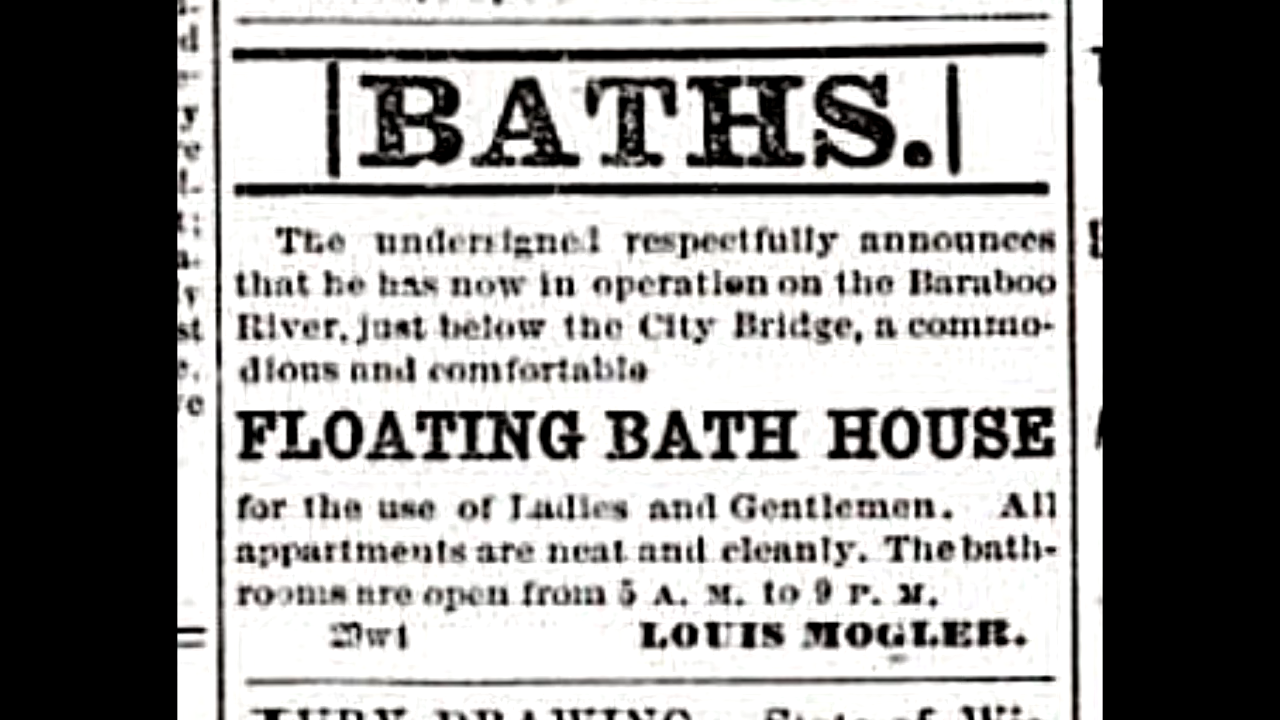 BATHS.
The undersigned respectfully announces
that he has now in operation on the Baraboo
River, just below the City Bridge, a commo-
dious and comfortable
FLOATING BATH HOUSE
for the use of Ladies and Gentlemen. All
appartments are neat and cleanly. The bath-
rooms are open from 5 A. M. to 9 P. M.
LOUIS MOGLER.
DRAWING